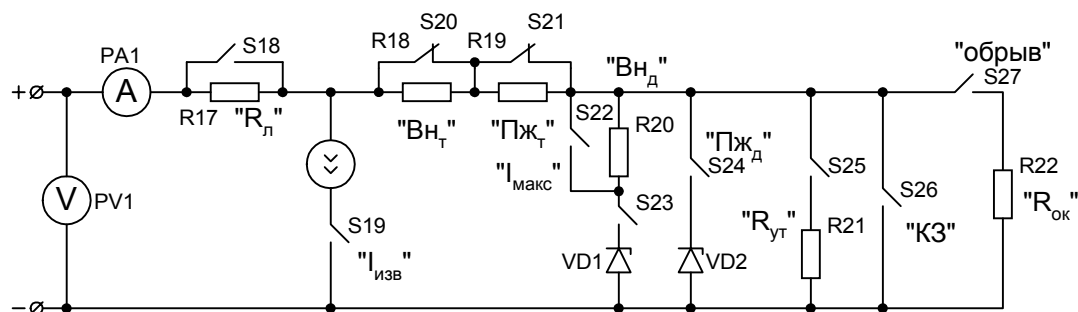 S20
S21
R18
R19
S18
PA1
A
"обрыв"
"Внд"
S27
+
R17
"Rл"
"Внт"
"Пжт"
S22
R20
"Пжд"
"Iмакс"
S24
S25
R22
V
PV1
S23
S26
"Rок"
S19
"Rут"
R21
"КЗ"
"Iизв"
VD1
VD2
−